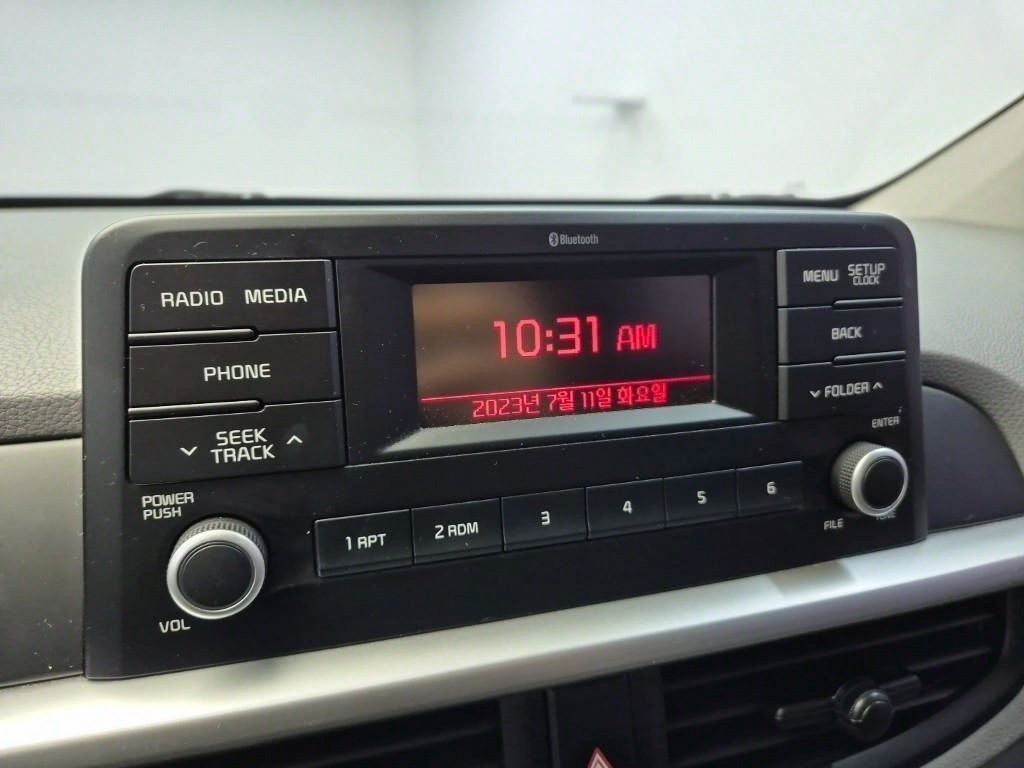 Bluetooth
RADIO MEDIA
PHONE
SEEK
TRACK
POWER
PUSH
VOL
10:31 AM
2023년 7월 11일 화요일
1 RPT
2 RDM
3
4
5
6
MENU
SETUP
CLOCK
BACK
FOLDER
ENTER
FILE
TUNE